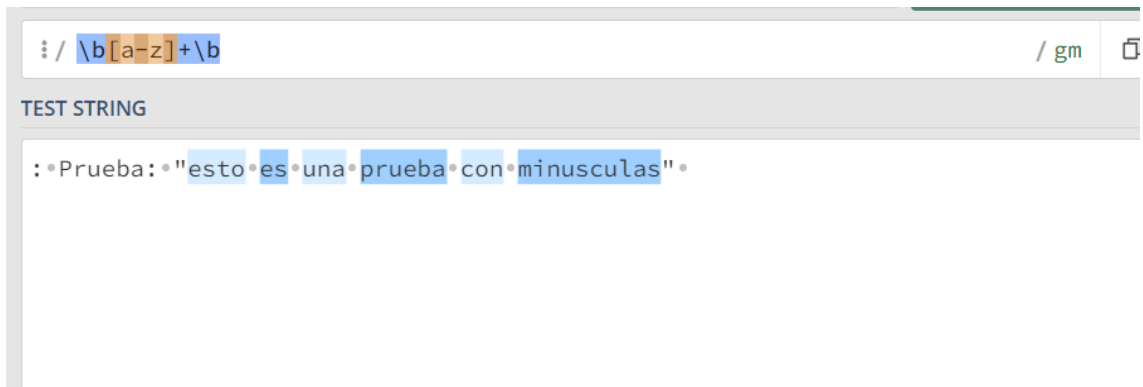 / \b[a-z]+\b / gm
TEST STRING
: Prueba: "esto es una prueba con minusculas"